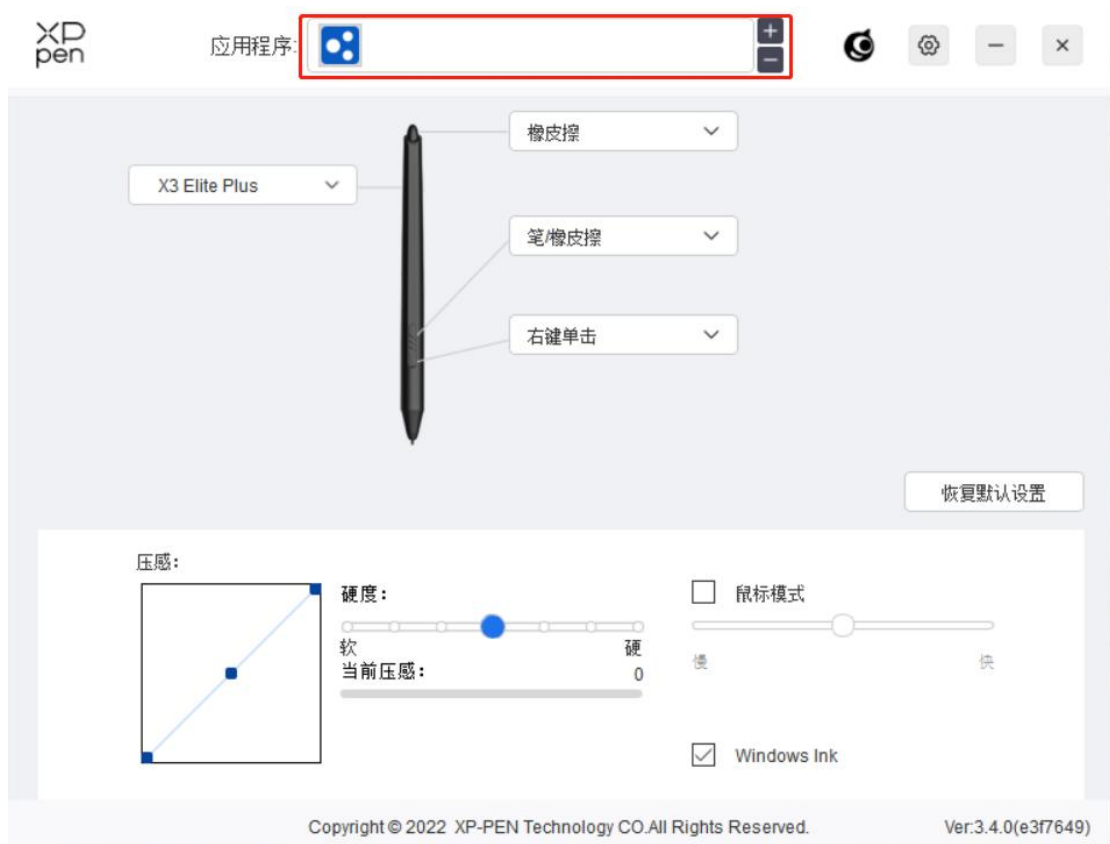 XP
pen
应用程序:
橡皮擦
X3 Elite Plus
笔/橡皮擦
右键单击
恢复默认设置
压感：
硬度：
软
硬
当前压感：
0
鼠标模式
慢
快
Windows Ink
Copyright © 2022 XP-PEN Technology CO.All Rights Reserved.
Ver:3.4.0(e3f7649)